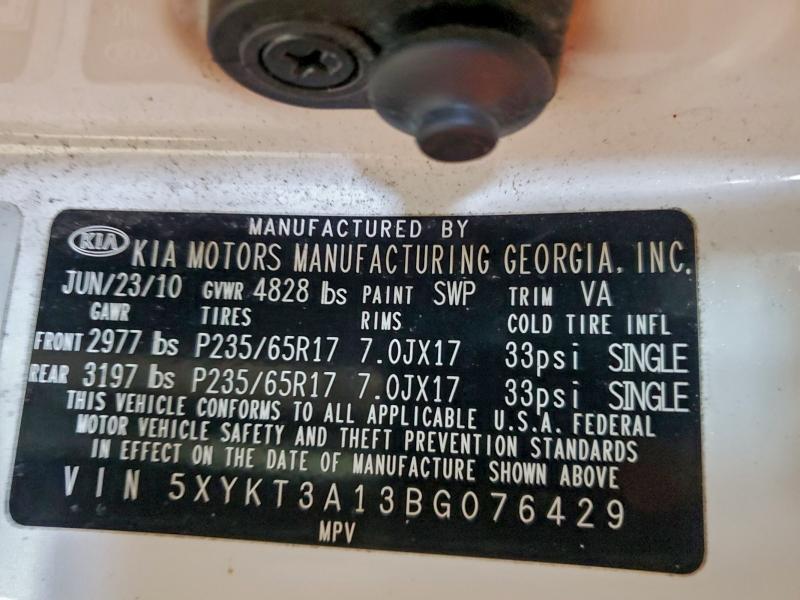 MANUFACTURED BY
KIA KIA MOTORS MANUFACTURING GEORGIA, INC.
JUN/23/10 GVWR 4828 lbs PAINT SWP TRIM VA
GAWR TIRES RIMS COLD TIRE INFL
FRONT 2977 lbs P235/65R17 7.0JX17 33psi SINGLE
REAR 3197 lbs P235/65R17 7.0JX17 33psi SINGLE
THIS VEHICLE CONFORMS TO ALL APPLICABLE U.S.A. FEDERAL
MOTOR VEHICLE SAFETY AND THEFT PREVENTION STANDARDS
IN EFFECT ON THE DATE OF MANUFACTURE SHOWN ABOVE
VIN 5XYKT3A13BG076429
MPV